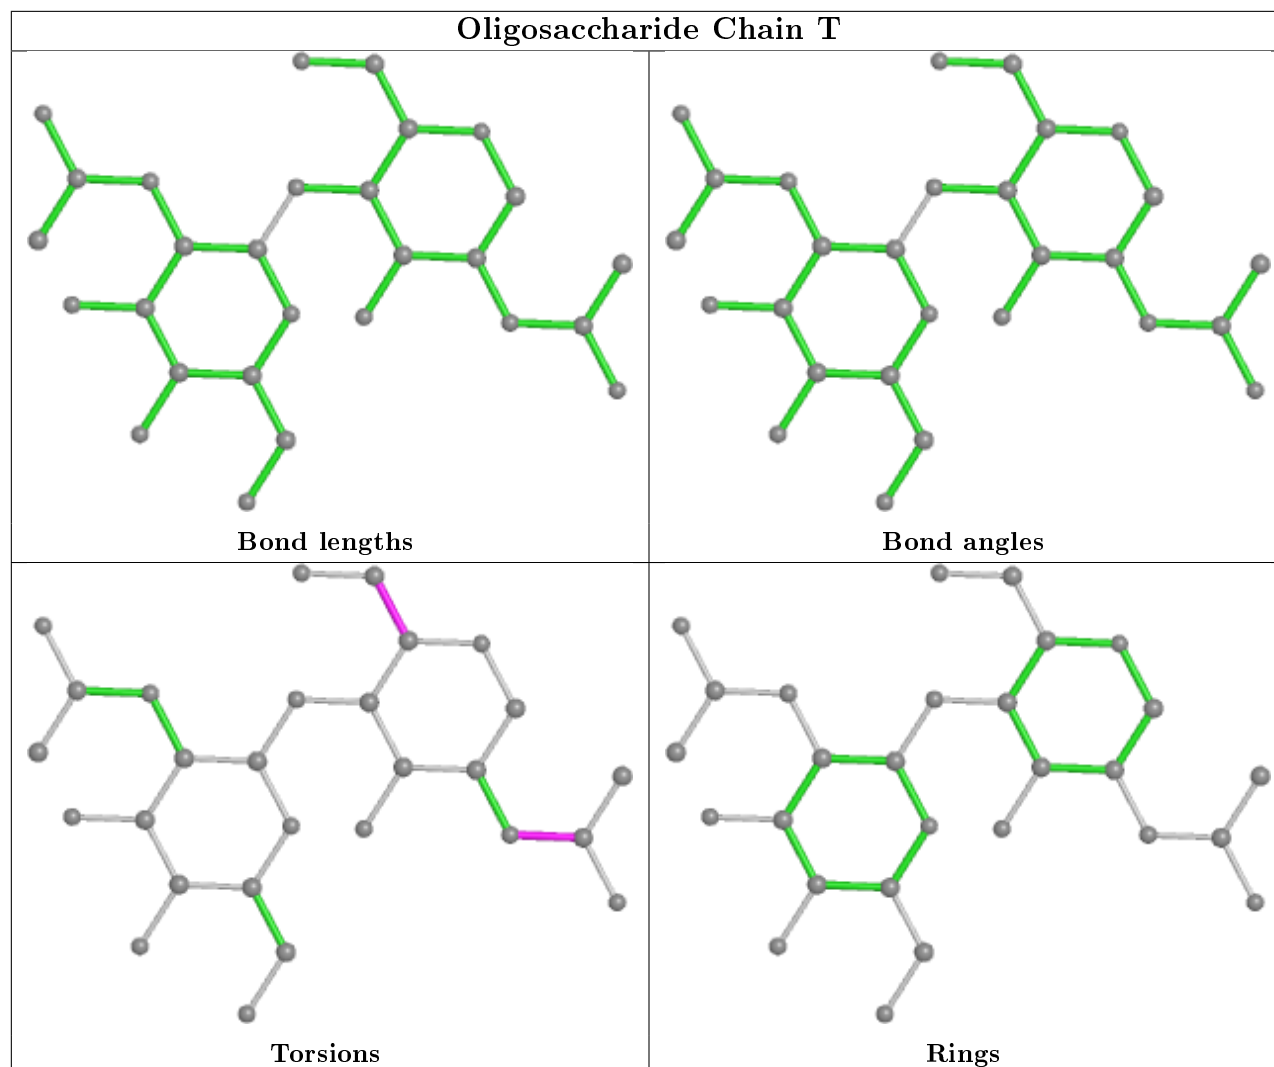 Oligosaccharide Chain T
Bond lengths
Bond angles
Torsions
Rings